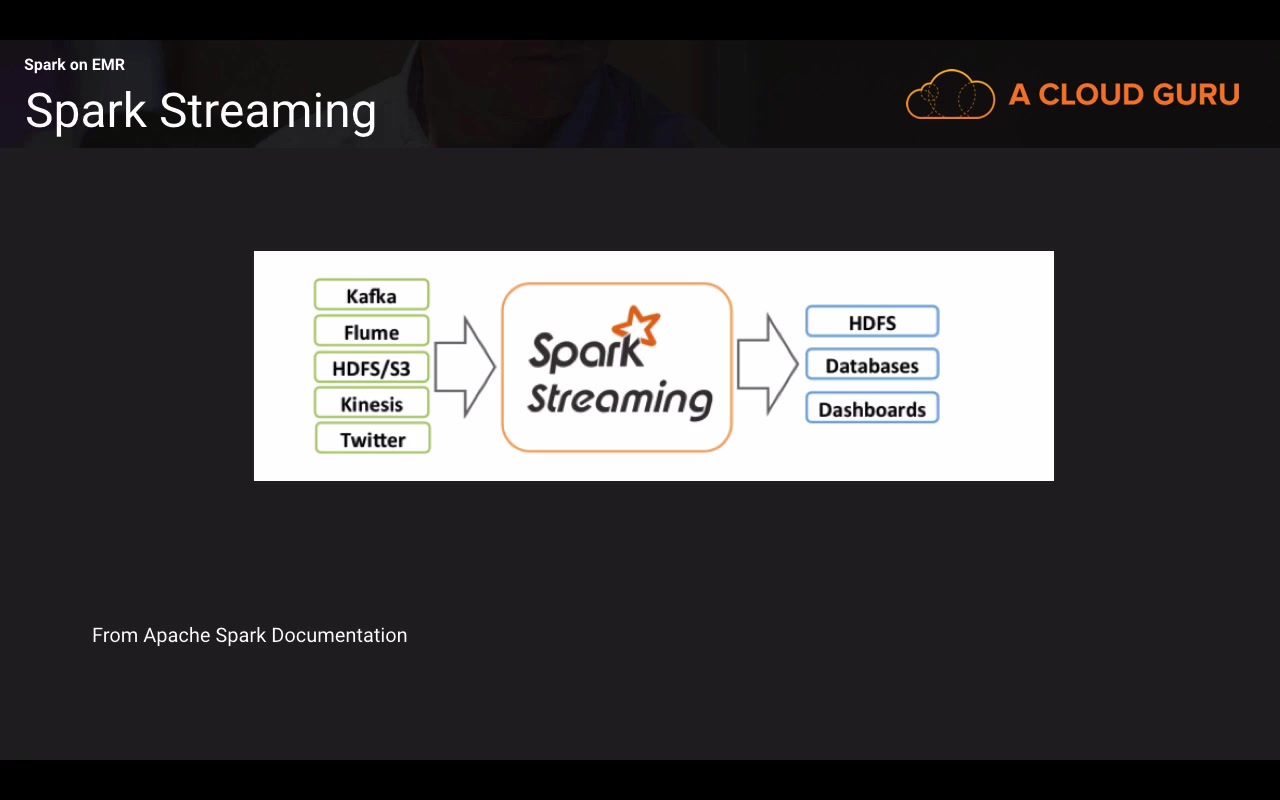 Spark on EMR
Spark Streaming
A CLOUD GURU
Kafka
Flume
HDFS/S3
Kinesis
Twitter
Spark
Streaming
HDFS
Databases
Dashboards
From Apache Spark Documentation